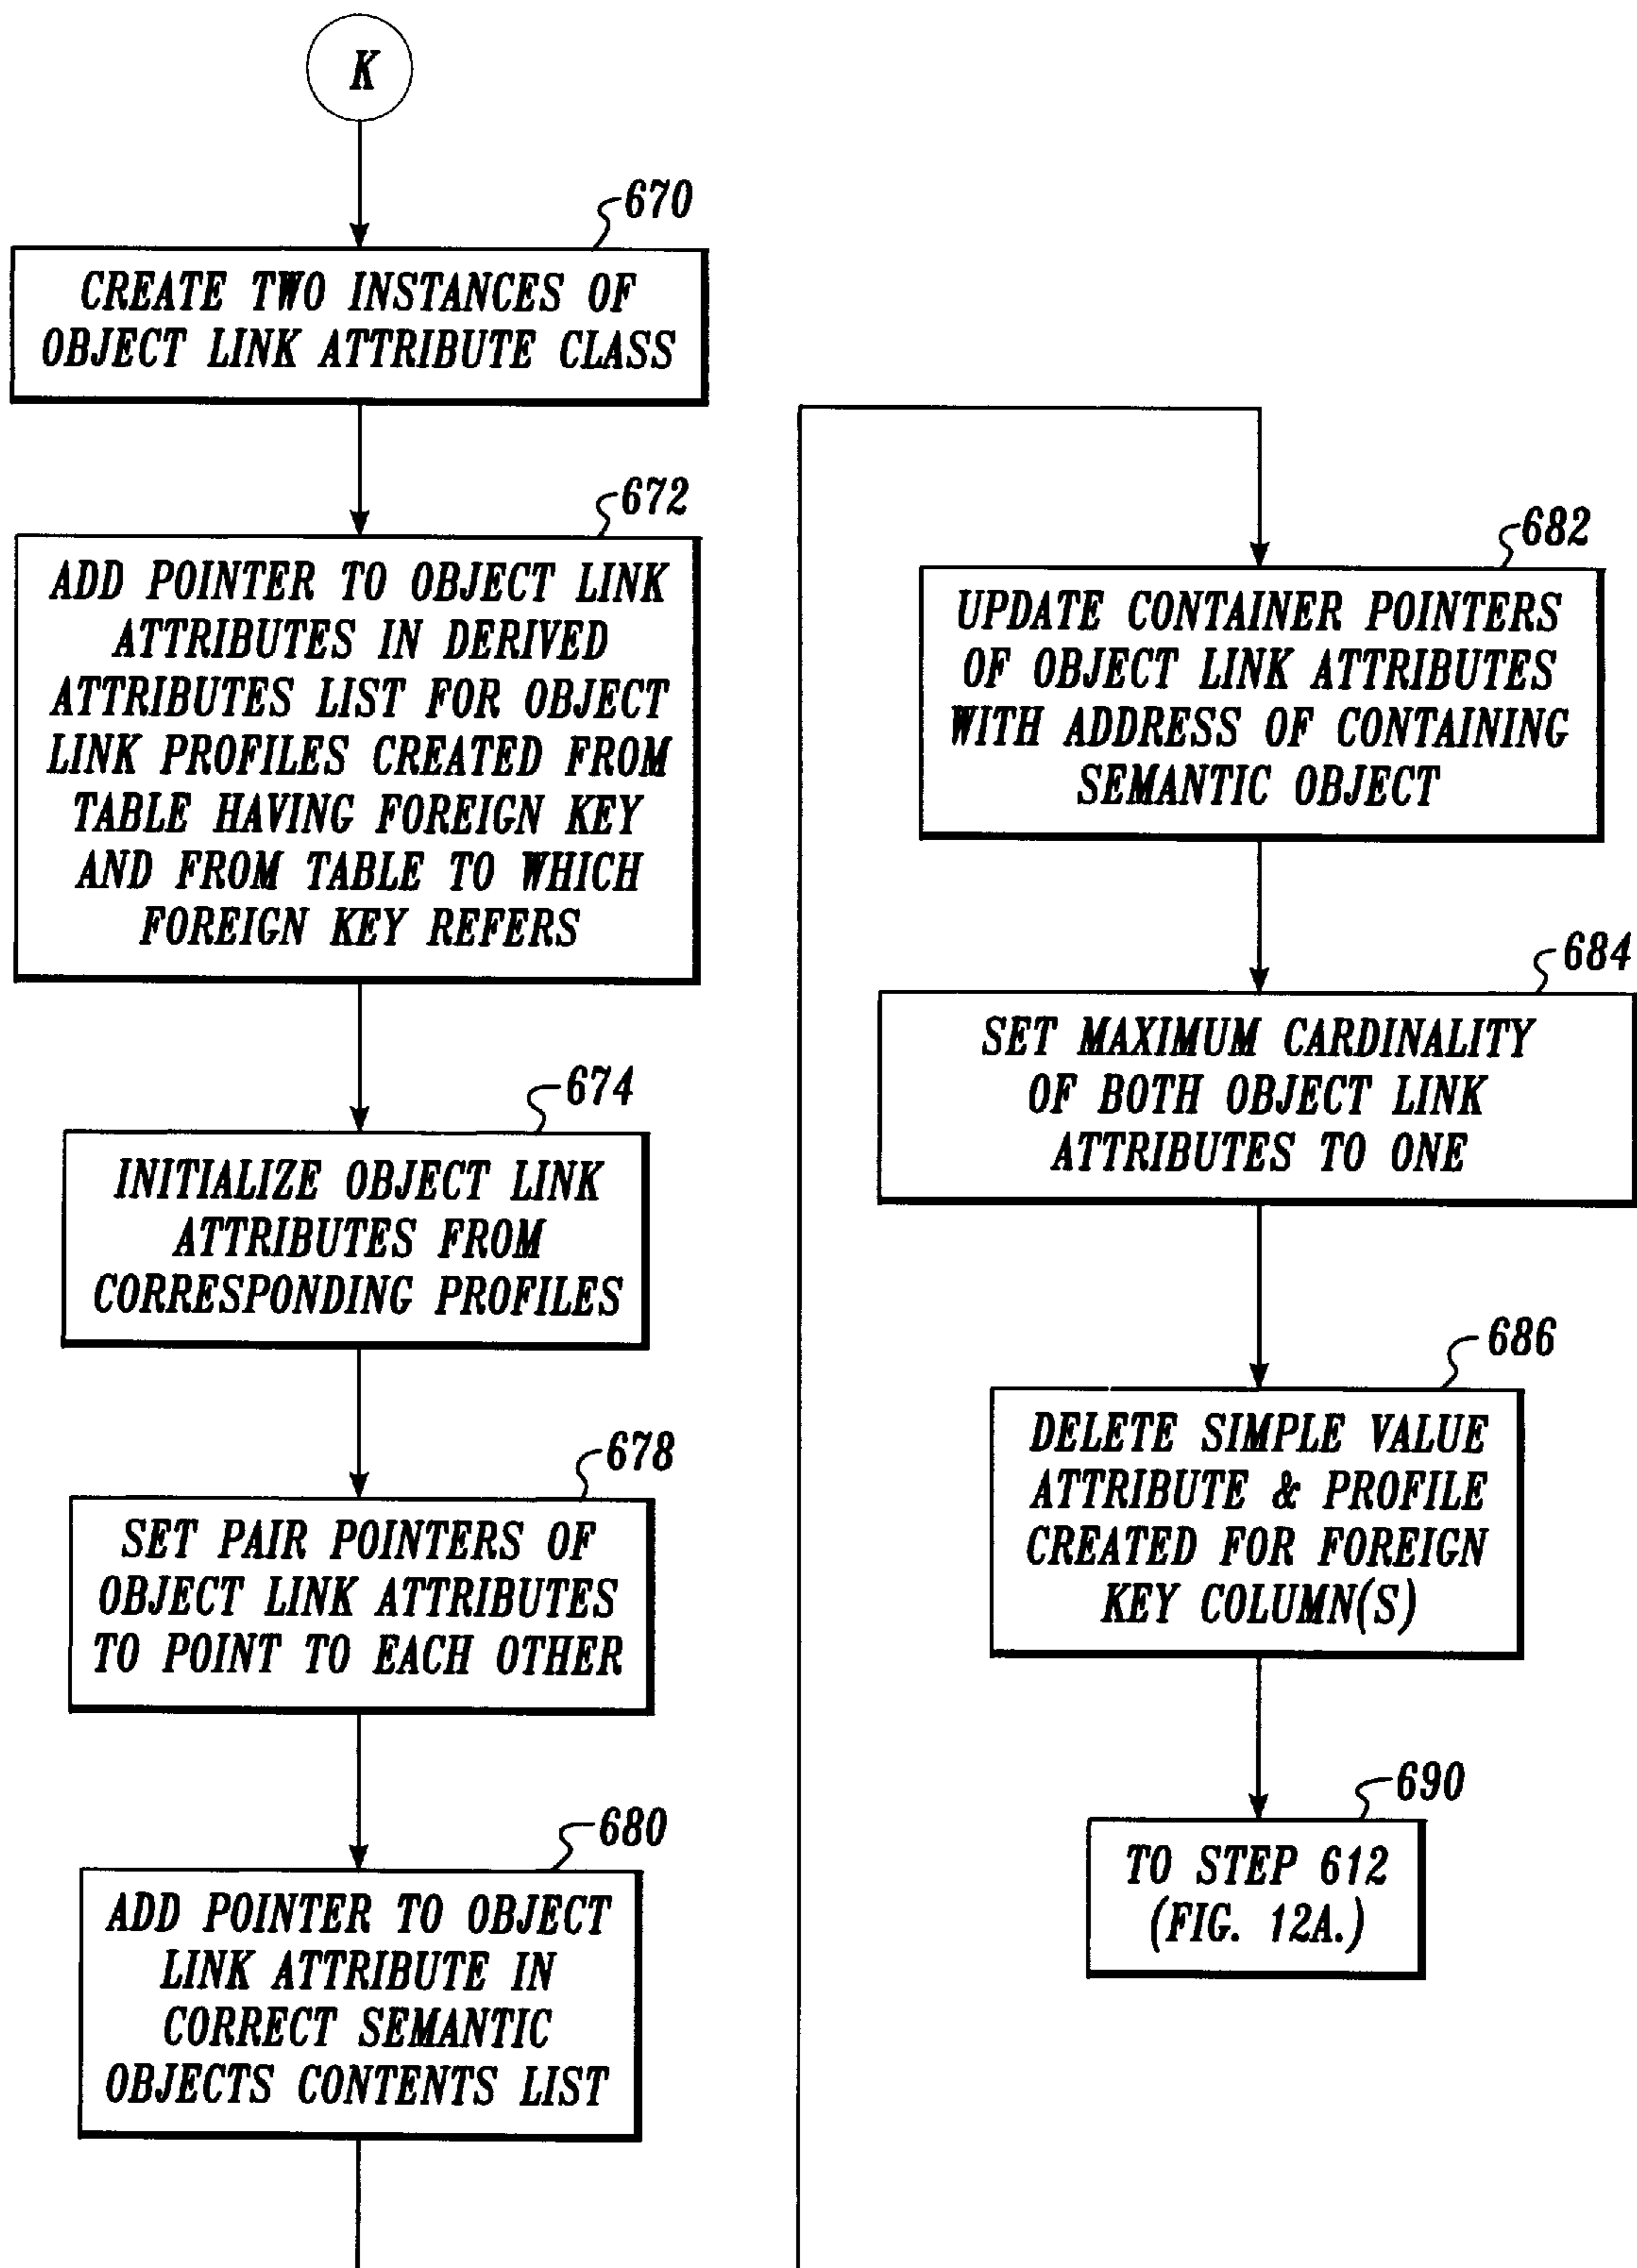 K
670
CREATE TWO INSTANCES OF
OBJECT LINK ATTRIBUTE CLASS
672
ADD POINTER TO OBJECT LINK
ATTRIBUTES IN DERIVED
ATTRIBUTES LIST FOR OBJECT
LINK PROFILES CREATED FROM
TABLE HAVING FOREIGN KEY
AND FROM TABLE TO WHICH
FOREIGN KEY REFERS
674
INITIALIZE OBJECT LINK
ATTRIBUTES FROM
CORRESPONDING PROFILES
678
SET PAIR POINTERS OF
OBJECT LINK ATTRIBUTES
TO POINT TO EACH OTHER
680
ADD POINTER TO OBJECT
LINK ATTRIBUTE IN
CORRECT SEMANTIC
OBJECTS CONTENTS LIST
682
UPDATE CONTAINER POINTERS
OF OBJECT LINK ATTRIBUTES
WITH ADDRESS OF CONTAINING
SEMANTIC OBJECT
684
SET MAXIMUM CARDINALITY
OF BOTH OBJECT LINK
ATTRIBUTES TO ONE
686
DELETE SIMPLE VALUE
ATTRIBUTE & PROFILE
CREATED FOR FOREIGN
KEY COLUMN(S)
690
TO STEP 612
(FIG. 12A.)